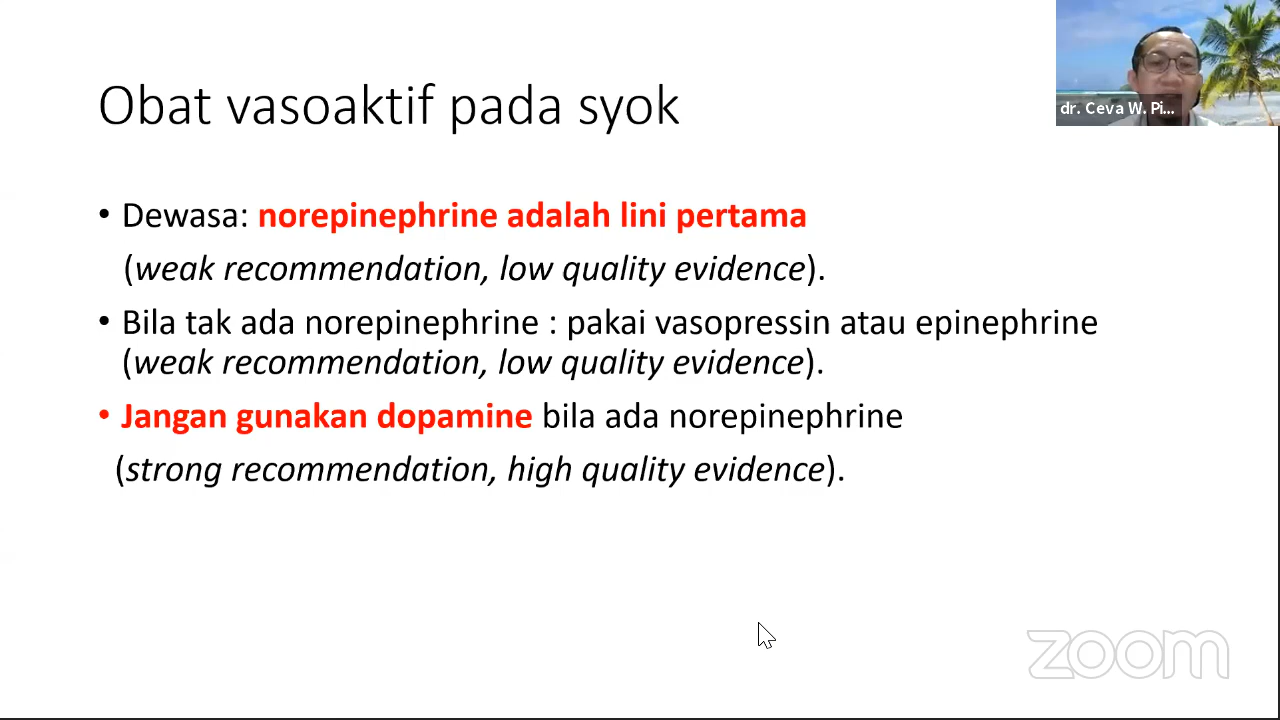 Obat vasoaktif pada syok
dr. Ceva W. Pi...
• Dewasa: norepinephrine adalah lini pertama
(weak recommendation, low quality evidence).
• Bila tak ada norepinephrine : pakai vasopressin atau epinephrine
(weak recommendation, low quality evidence).
• Jangan gunakan dopamine bila ada norepinephrine
(strong recommendation, high quality evidence).
zoom